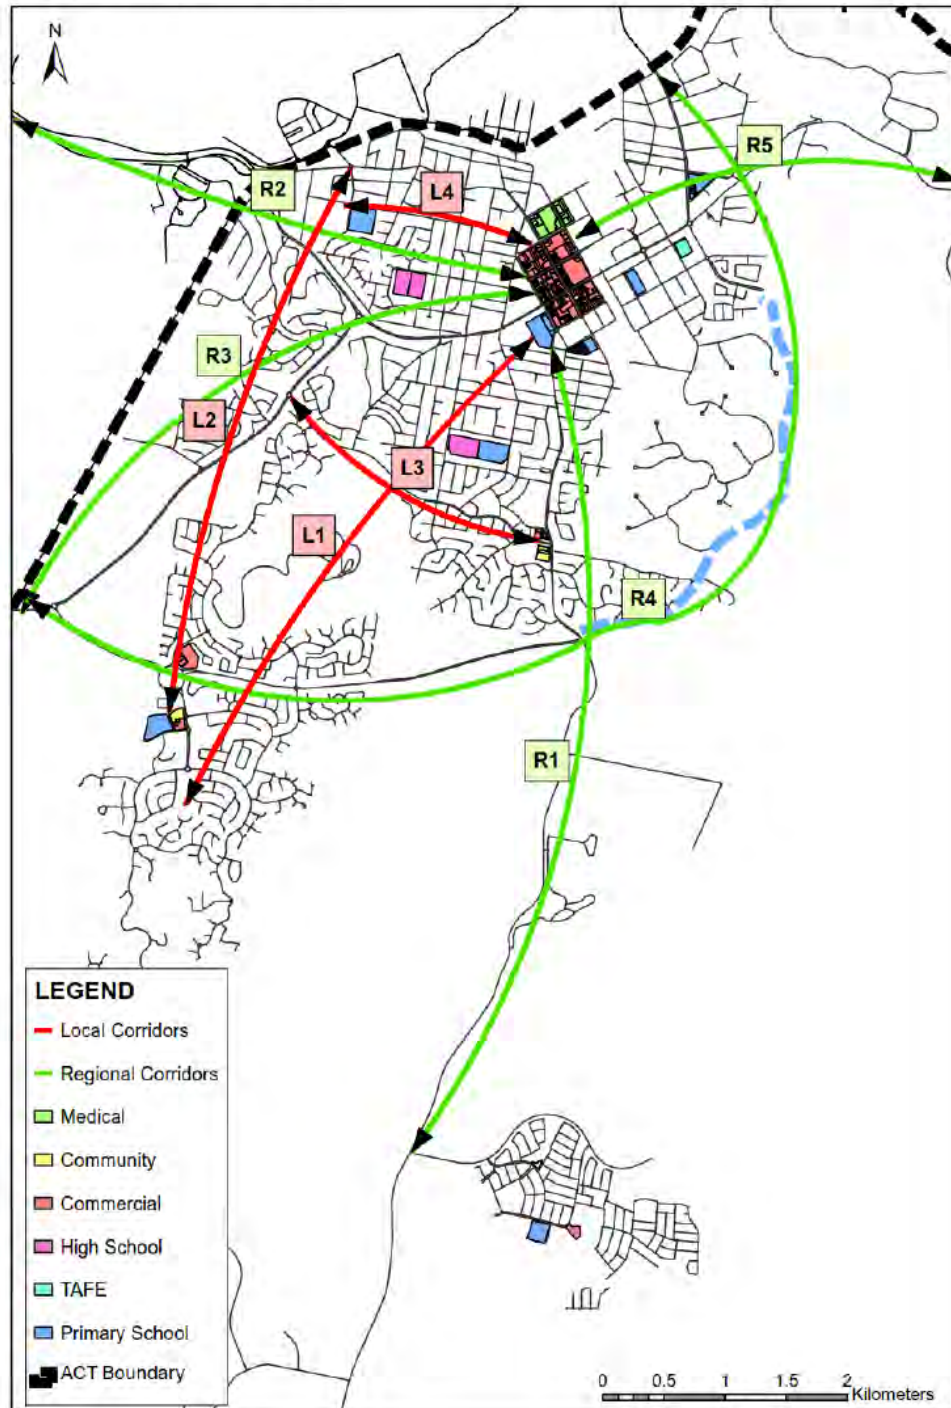 N
R5
R2
L4
R3
L2
L3
L1
R4
R1
LEGEND
Local Corridors
Regional Corridors
Medical
Community
Commercial
High School
TAFE
Primary School
ACT Boundary
0 0.5 1 1.5 2
Kilometers